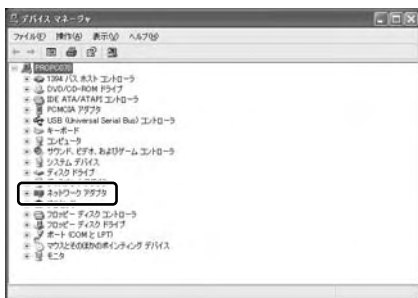 デバイス マネージャ
ファイル(F) 操作(A) 表示(V) ヘルプ(H)
PROPC070
1394 バス ホスト コントローラ
DVD/CD-ROM ドライブ
IDE ATA/ATAPI コントローラ
PCMCIA アダプタ
USB (Universal Serial Bus) コントローラ
キーボード
コンピュータ
サウンド、ビデオ、およびゲーム コントローラ
システム デバイス
ディスク ドライブ
ネットワーク アダプタ
フロッピー ディスク コントローラ
フロッピー ディスク ドライブ
ポート (COM と LPT)
マウスとそのほかのポインティング デバイス
モニタ